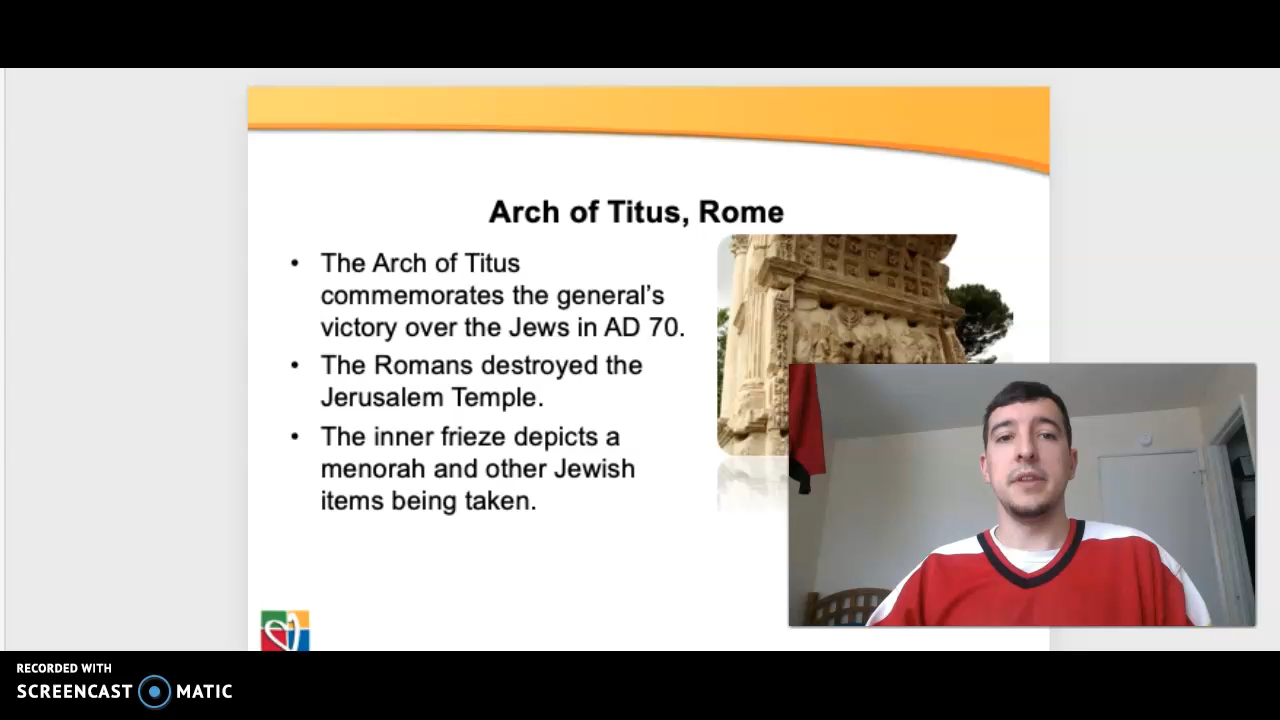 Arch of Titus, Rome
• The Arch of Titus
commemorates the general’s
victory over the Jews in AD 70.
• The Romans destroyed the
Jerusalem Temple.
• The inner frieze depicts a
menorah and other Jewish
items being taken.
RECORDED WITH
SCREENCAST MATIC